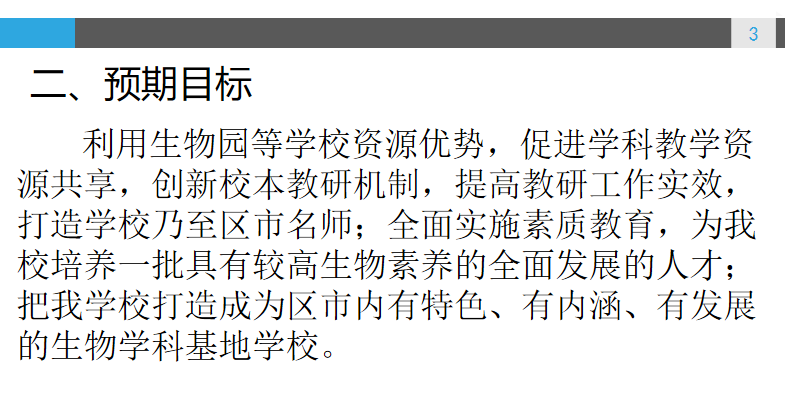 3
二、预期目标
利用生物园等学校资源优势，促进学科教学资
源共享，创新校本教研机制，提高教研工作实效，
打造学校乃至区市名师；全面实施素质教育，为我
校培养一批具有较高生物素养的全面发展的人才；
把我学校打造成为区市内有特色、有内涵、有发展
的生物学科基地学校。